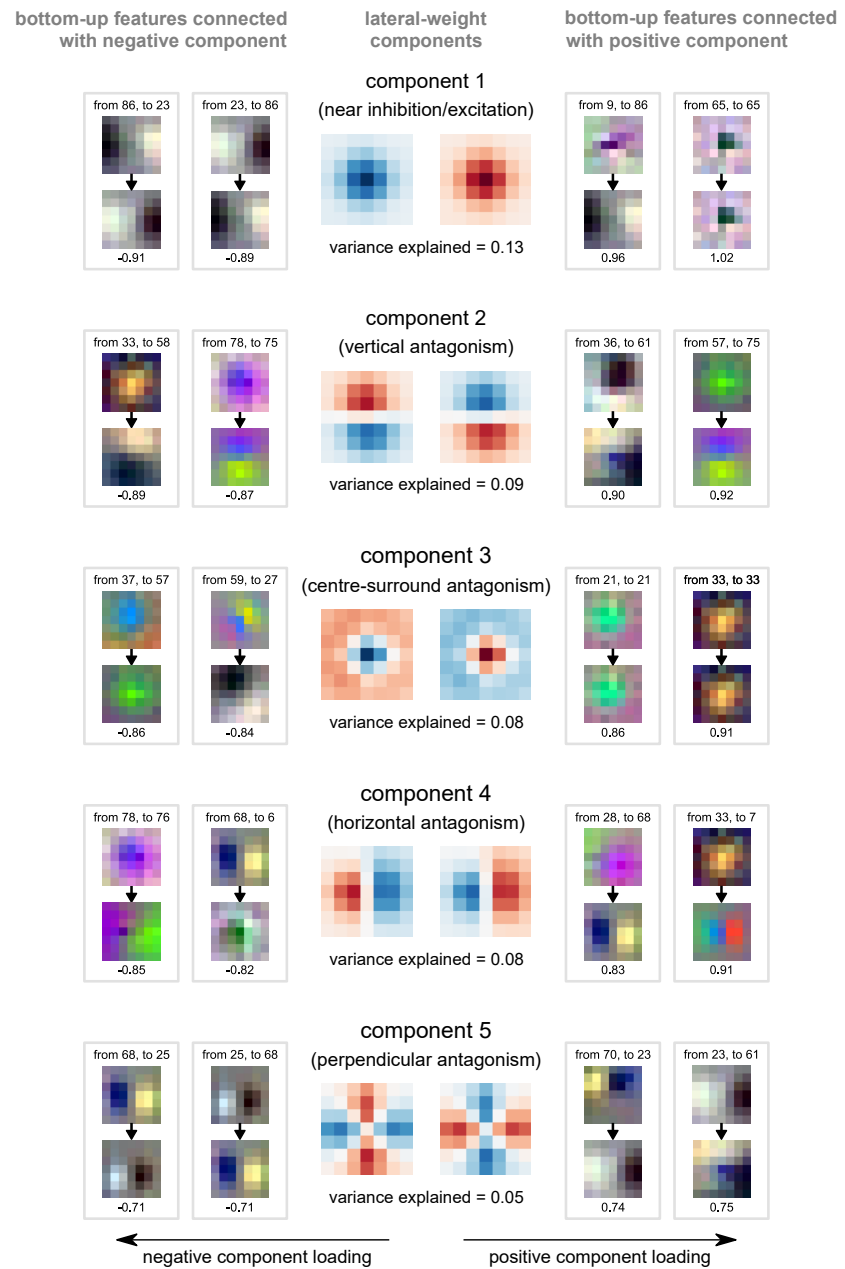 bottom-up features connected
with negative component
lateral-weight
components
bottom-up features connected
with positive component
component 1
(near inhibition/excitation)
from 86, to 23
from 23, to 86
from 9, to 86
from 65, to 65
variance explained = 0.13
-0.91
-0.89
0.96
1.02
component 2
(vertical antagonism)
from 33, to 58
from 78, to 75
from 36, to 61
from 57, to 75
variance explained = 0.09
-0.89
-0.87
0.90
0.92
component 3
(centre-surround antagonism)
from 37, to 57
from 59, to 27
from 21, to 21
from 33, to 33
variance explained = 0.08
-0.86
-0.84
0.86
0.91
component 4
(horizontal antagonism)
from 78, to 76
from 68, to 6
from 28, to 68
from 33, to 7
variance explained = 0.08
-0.85
-0.82
0.83
0.91
component 5
(perpendicular antagonism)
from 68, to 25
from 25, to 68
from 70, to 23
from 23, to 61
variance explained = 0.05
-0.71
-0.71
0.74
0.75
negative component loading
positive component loading